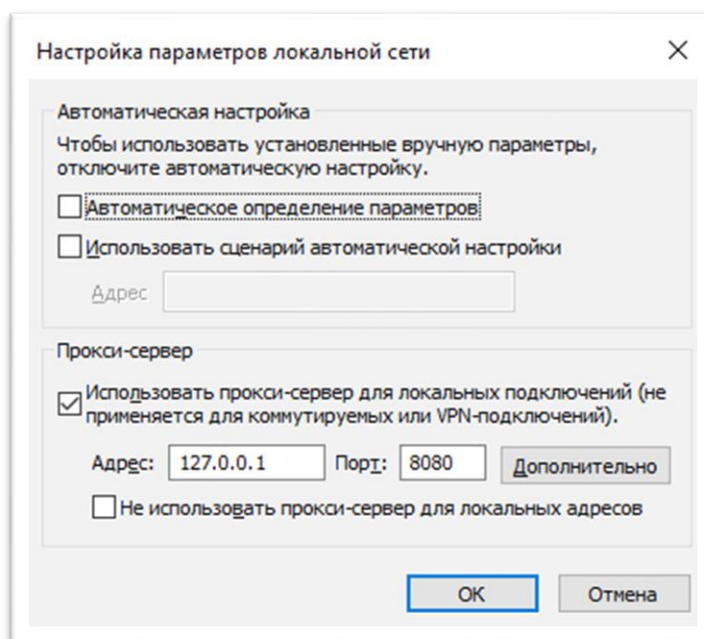 Настройка параметров локальной сети
Автоматическая настройка
Чтобы использовать установленные вручную параметры,
отключите автоматическую настройку.
Автоматическое определение параметров
Использовать сценарий автоматической настройки
Адрес
Прокси-сервер
Использовать прокси-сервер для локальных подключений (не
применяется для коммутируемых или VPN-подключений).
Адрес: 127.0.0.1 Порт: 8080 Дополнительно
Не использовать прокси-сервер для локальных адресов
ОК Отмена